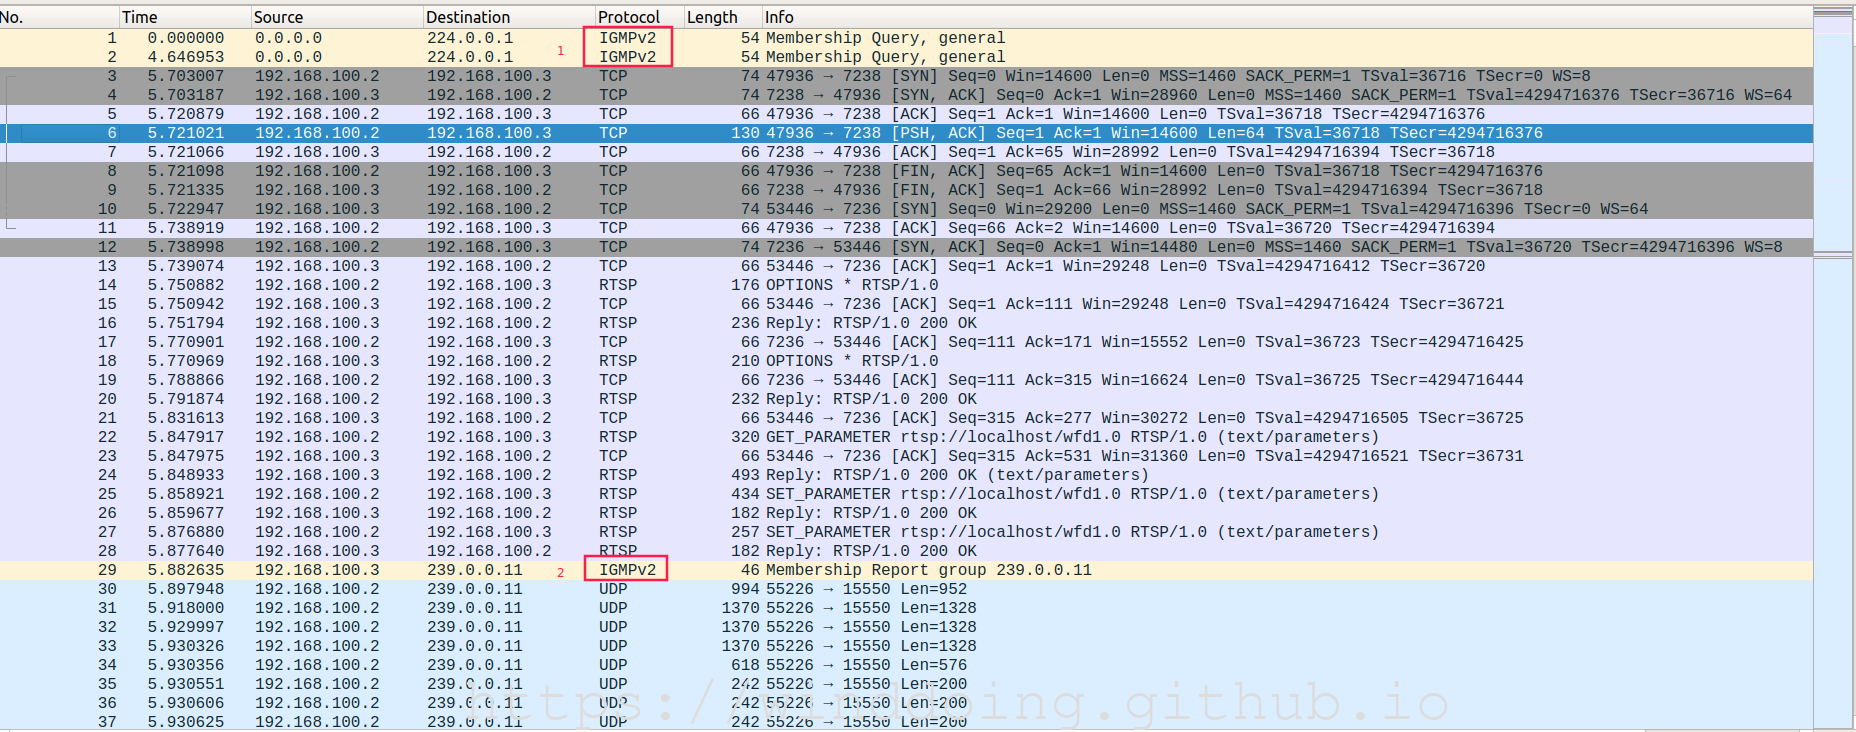 No. Time Source Destination Protocol Length Info
1 0.000000 0.0.0.0 224.0.0.1 IGMPv2 54 Membership Query, general
1
2 4.646953 0.0.0.0 224.0.0.1 IGMPv2 54 Membership Query, general
3 5.703007 192.168.100.2 192.168.100.3 TCP 74 47936 → 7238 [SYN] Seq=0 Win=14600 Len=0 MSS=1460 SACK_PERM=1 TSval=36716 TSecr=0 WS=8
4 5.703187 192.168.100.3 192.168.100.2 TCP 74 7238 → 47936 [SYN, ACK] Seq=0 Ack=1 Win=28960 Len=0 MSS=1460 SACK_PERM=1 TSval=4294716376 TSecr=36716 WS=64
5 5.720879 192.168.100.2 192.168.100.3 TCP 66 47936 → 7238 [ACK] Seq=1 Ack=1 Win=14600 Len=0 TSval=36718 TSecr=4294716376
6 5.721021 192.168.100.2 192.168.100.3 TCP 130 47936 → 7238 [PSH, ACK] Seq=1 Ack=1 Win=14600 Len=64 TSval=36718 TSecr=4294716376
7 5.721066 192.168.100.3 192.168.100.2 TCP 66 7238 → 47936 [ACK] Seq=1 Ack=65 Win=28992 Len=0 TSval=4294716394 TSecr=36718
8 5.721098 192.168.100.2 192.168.100.3 TCP 66 47936 → 7238 [FIN, ACK] Seq=65 Ack=1 Win=14600 Len=0 TSval=36718 TSecr=4294716376
9 5.721335 192.168.100.3 192.168.100.2 TCP 66 7238 → 47936 [FIN, ACK] Seq=1 Ack=66 Win=28992 Len=0 TSval=4294716394 TSecr=36718
10 5.722947 192.168.100.3 192.168.100.2 TCP 74 53446 → 7236 [SYN] Seq=0 Win=29200 Len=0 MSS=1460 SACK_PERM=1 TSval=4294716396 TSecr=0 WS=64
11 5.738919 192.168.100.2 192.168.100.3 TCP 66 47936 → 7238 [ACK] Seq=66 Ack=2 Win=14600 Len=0 TSval=36720 TSecr=4294716394
12 5.738998 192.168.100.2 192.168.100.3 TCP 74 7236 → 53446 [SYN, ACK] Seq=0 Ack=1 Win=14480 Len=0 MSS=1460 SACK_PERM=1 TSval=36720 TSecr=4294716396 WS=8
13 5.739074 192.168.100.3 192.168.100.2 TCP 66 53446 → 7236 [ACK] Seq=1 Ack=1 Win=29248 Len=0 TSval=4294716412 TSecr=36720
14 5.750882 192.168.100.2 192.168.100.3 RTSP 176 OPTIONS * RTSP/1.0
15 5.750942 192.168.100.3 192.168.100.2 TCP 66 53446 → 7236 [ACK] Seq=1 Ack=111 Win=29248 Len=0 TSval=4294716424 TSecr=36721
16 5.751794 192.168.100.3 192.168.100.2 RTSP 236 Reply: RTSP/1.0 200 OK
17 5.770901 192.168.100.2 192.168.100.3 TCP 66 7236 → 53446 [ACK] Seq=111 Ack=171 Win=15552 Len=0 TSval=36723 TSecr=4294716425
18 5.770969 192.168.100.3 192.168.100.2 RTSP 210 OPTIONS * RTSP/1.0
19 5.788866 192.168.100.2 192.168.100.3 TCP 66 7236 → 53446 [ACK] Seq=111 Ack=315 Win=16624 Len=0 TSval=36725 TSecr=4294716444
20 5.791874 192.168.100.2 192.168.100.3 RTSP 232 Reply: RTSP/1.0 200 OK
21 5.831613 192.168.100.3 192.168.100.2 TCP 66 53446 → 7236 [ACK] Seq=315 Ack=277 Win=30272 Len=0 TSval=4294716505 TSecr=36725
22 5.847917 192.168.100.2 192.168.100.3 RTSP 320 GET_PARAMETER rtsp://localhost/wfd1.0 RTSP/1.0 (text/parameters)
23 5.847975 192.168.100.3 192.168.100.2 TCP 66 53446 → 7236 [ACK] Seq=315 Ack=531 Win=31360 Len=0 TSval=4294716521 TSecr=36731
24 5.848933 192.168.100.3 192.168.100.2 RTSP 493 Reply: RTSP/1.0 200 OK (text/parameters)
25 5.858921 192.168.100.2 192.168.100.3 RTSP 434 SET_PARAMETER rtsp://localhost/wfd1.0 RTSP/1.0 (text/parameters)
26 5.859677 192.168.100.3 192.168.100.2 RTSP 182 Reply: RTSP/1.0 200 OK
27 5.876880 192.168.100.2 192.168.100.3 RTSP 257 SET_PARAMETER rtsp://localhost/wfd1.0 RTSP/1.0 (text/parameters)
28 5.877640 192.168.100.3 192.168.100.2 RTSP 182 Reply: RTSP/1.0 200 OK
29 5.882635 192.168.100.3 239.0.0.11 2 IGMPv2 46 Membership Report group 239.0.0.11
30 5.897948 192.168.100.2 239.0.0.11 UDP 994 55226 → 15550 Len=952
31 5.918000 192.168.100.2 239.0.0.11 UDP 1370 55226 → 15550 Len=1328
32 5.929997 192.168.100.2 239.0.0.11 UDP 1370 55226 → 15550 Len=1328
33 5.930326 192.168.100.2 239.0.0.11 UDP 1370 55226 → 15550 Len=1328
34 5.930356 192.168.100.2 239.0.0.11 UDP 618 55226 → 15550 Len=576
35 5.930551 192.168.100.2 239.0.0.11 UDP 242 55226 → 15550 Len=200
36 5.930606 192.168.100.2 239.0.0.11 UDP 242 55226 → 15550 Len=200
37 5.930625 192.168.100.2 239.0.0.11 UDP 242 55226 → 15550 Len=200
https://winddoing.github.io